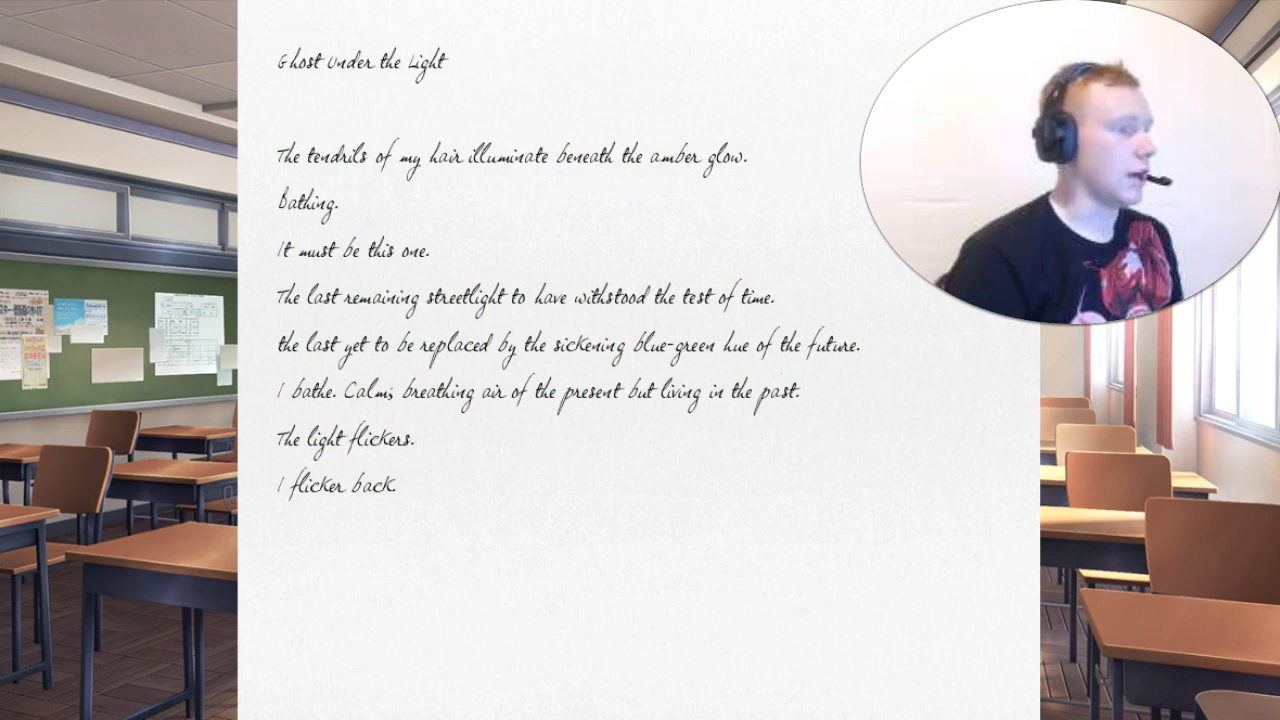 Ghost Under the Light
The tendrils of my hair illuminate beneath the amber glow.
Bathing.
It must be this one.
The last remaining streetlight to have withstood the test of time.
the last yet to be replaced by the sickening blue-green hue of the future.
I bathe. Calm; breathing air of the present but living in the past.
The light flickers.
I flicker back.